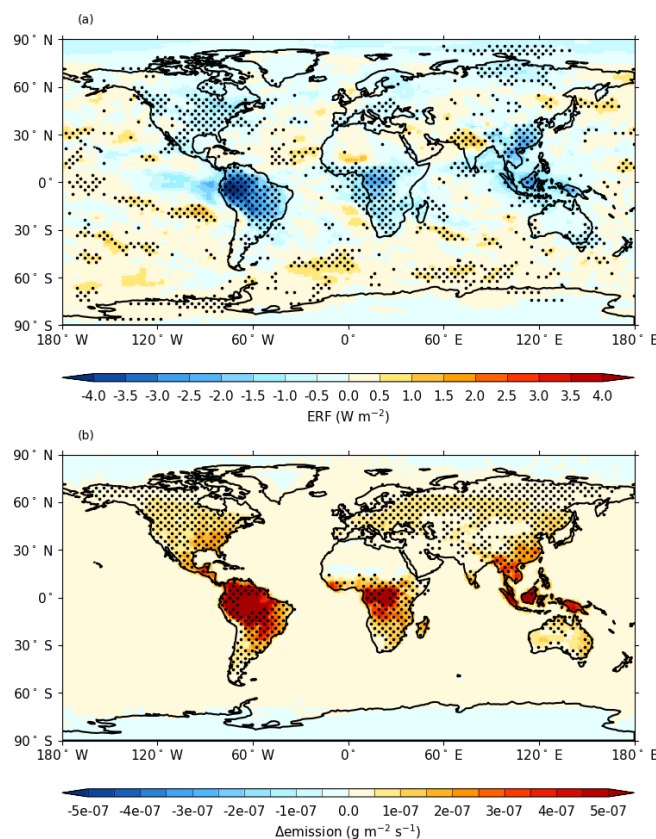 (a)
90° N
60° N
30° N
0°
30° S
60° S
90° S
180° W 120° W 60° W 0° 60° E 120° E 180° E
-4.0 -3.5 -3.0 -2.5 -2.0 -1.5 -1.0 -0.5 0.0 0.5 1.0 1.5 2.0 2.5 3.0 3.5 4.0
ERF (W m⁻²)
(b)
90° N
60° N
30° N
0°
30° S
60° S
90° S
180° W 120° W 60° W 0° 60° E 120° E 180° E
-5e-07 -4e-07 -3e-07 -2e-07 -1e-07 0.0 1e-07 2e-07 3e-07 4e-07 5e-07
Δemission (g m⁻² s⁻¹)